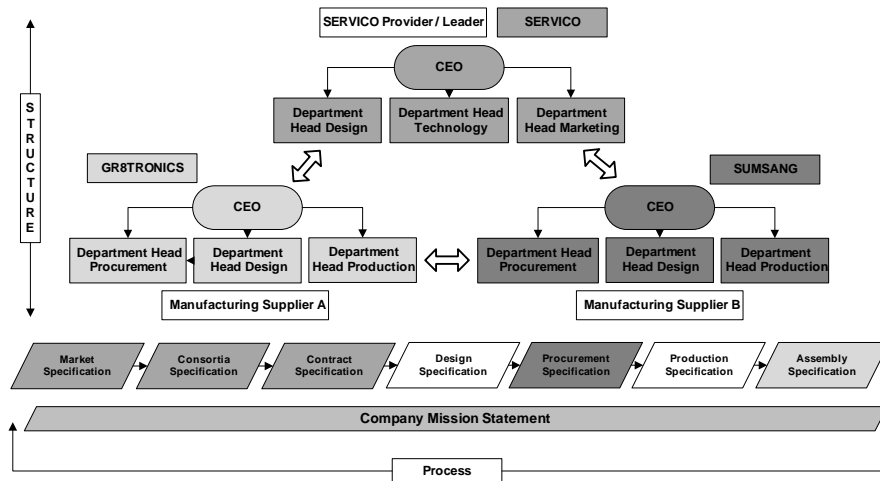 SERVICO Provider / Leader
SERVICO
CEO
Department
Head Design
Department Head
Technology
Department
Head Marketing
STRUCTURE
GR8TRONICS
SUMSANG
CEO
CEO
Department Head
Procurement
Department
Head Design
Department
Head Production
Department Head
Procurement
Department
Head Design
Department
Head Production
Manufacturing Supplier A
Manufacturing Supplier B
Market
Specification
Consortia
Specification
Contract
Specification
Design
Specification
Procurement
Specification
Production
Specification
Assembly
Specification
Company Mission Statement
Process